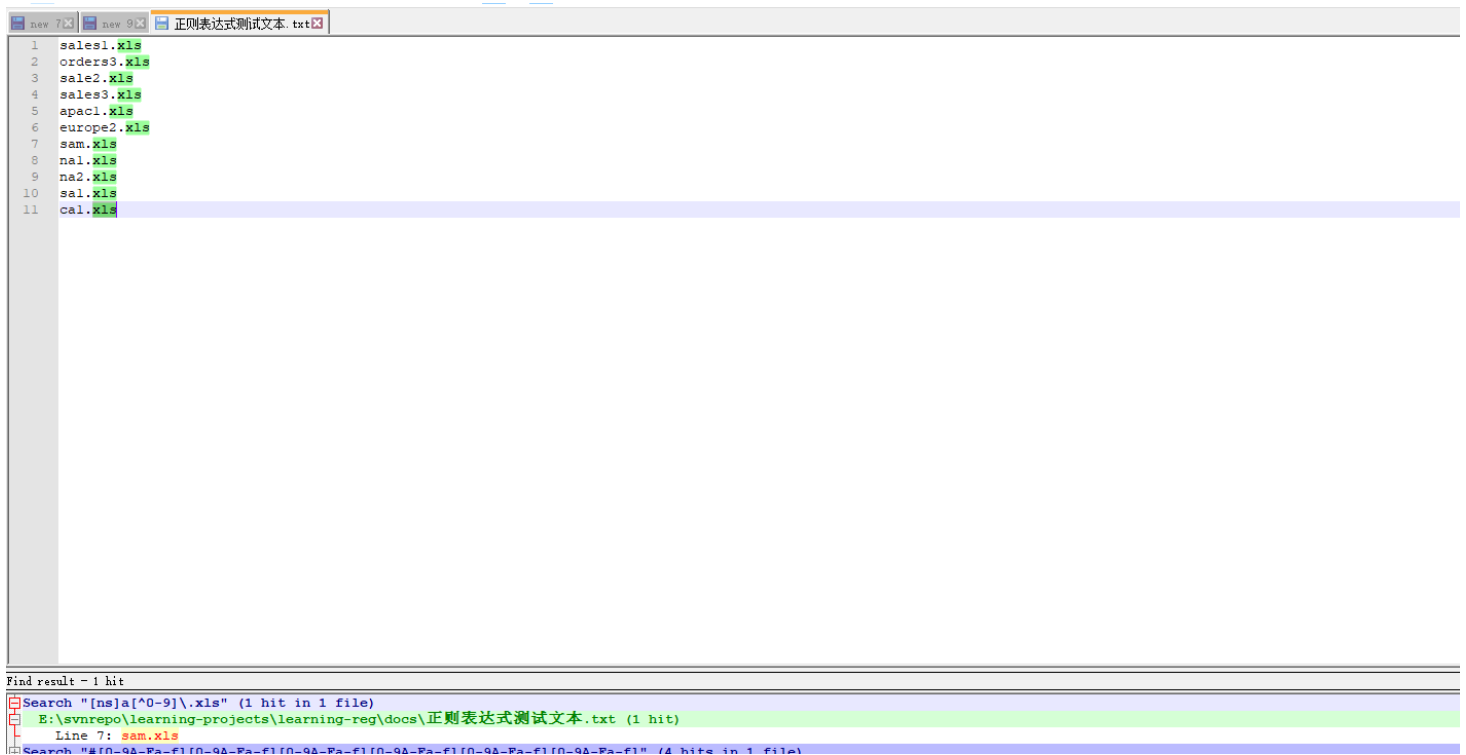 new 7
new 9
正则表达式测试文本.txt
1 sales1.xls
2 orders3.xls
3 sale2.xls
4 sales3.xls
5 apac1.xls
6 europe2.xls
7 sam.xls
8 na1.xls
9 na2.xls
10 sa1.xls
11 ca1.xls
Find result - 1 hit
Search "[ns]a[^0-9]\.xls" (1 hit in 1 file)
E:\svnrepo\learning-projects\learning-reg\docs\正则表达式测试文本.txt (1 hit)
Line 7: sam.xls
Search "#[0-9A-Fa-f][0-9A-Fa-f][0-9A-Fa-f][0-9A-Fa-f][0-9A-Fa-f][0-9A-Fa-f]" (4 hits in 1 file)